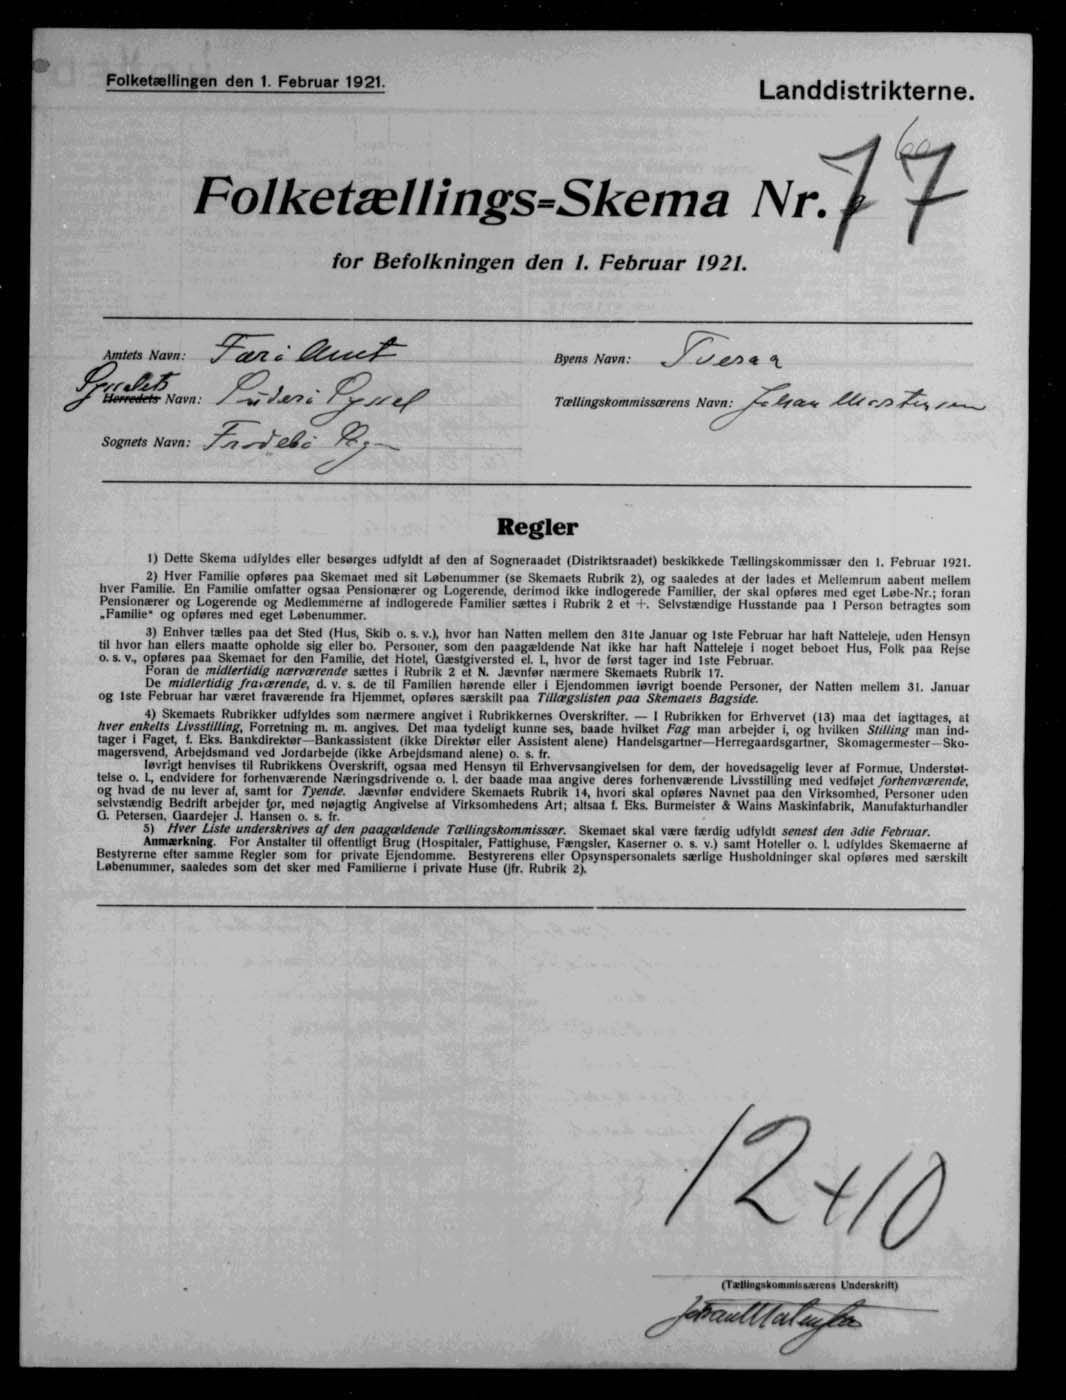 Folketællingen den 1. Februar 1921.
Landdistrikterne.
Folketællings=Skema Nr. 77
for Befolkningen den 1. Februar 1921.
Amtets Navn: Færö Amt
Byens Navn: Tveraa
Sysselets
Herredets Navn: Suderö Syssel
Tællingskommissærens Navn: Johan Mortensen
Sognets Navn: Frodebö Sogn
Regler
1) Dette Skema udfyldes eller besørges udfyldt af den af Sogneraadet (Distriktsraadet) beskikkede Tællingskommissær den 1. Februar 1921.
2) Hver Familie opføres paa Skemaet med sit Løbenummer (se Skemaets Rubrik 2), og saaledes at der lades et Mellemrum aabent mellem
hver Familie. En Familie omfatter ogsaa Pensionærer og Logerende, derimod ikke indlogerede Familier, der skal opføres med eget Løbe-Nr.; foran
Pensionærer og Logerende og Medlemmerne af indlogerede Familier sættes i Rubrik 2 et +. Selvstændige Husstande paa 1 Person betragtes som
„Familie“ og opføres med eget Løbenummer.
3) Enhver tælles paa det Sted (Hus, Skib o. s. v.), hvor han Natten mellem den 31te Januar og 1ste Februar har haft Natteleje, uden Hensyn
til hvor han ellers maatte opholde sig eller bo. Personer, som den paagældende Nat ikke har haft Natteleje i noget beboet Hus, Folk paa Rejse
o. s. v., opføres paa Skemaet for den Familie, det Hotel, Gæstgiversted el. l., hvor de først tager ind 1ste Februar.
Foran de midlertidig nærværende sættes i Rubrik 2 et N. Jævnfør nærmere Skemaets Rubrik 17.
De midlertidig fraværende, d. v. s. de til Familien hørende eller i Ejendommen iøvrigt boende Personer, der Natten mellem 31. Januar
og 1ste Februar har været fraværende fra Hjemmet, opføres særskilt paa Tillægslisten paa Skemaets Bagside.
4) Skemaets Rubrikker udfyldes som nærmere angivet i Rubrikkernes Overskrifter. — I Rubrikken for Erhvervet (13) maa det iagttages, at
hver enkelts Livsstilling, Forretning m. m. angives. Det maa tydeligt kunne ses, baade hvilket Fag man arbejder i, og hvilken Stilling man ind-
tager i Faget, f. Eks. Bankdirektør—Bankassistent (ikke Direktør eller Assistent alene) Handelsgartner—Herregaardsgartner, Skomagermester—Sko-
magersvend, Arbejdsmand ved Jordarbejde (ikke Arbejdsmand alene) o. s. fr.
Iøvrigt henvises til Rubrikkens Overskrift, ogsaa med Hensyn til Erhvervsangivelsen for dem, der hovedsagelig lever af Formue, Understøt-
telse o. l., endvidere for forhenværende Næringsdrivende o. l. der baade maa angive deres forhenværende Livsstilling med vedføjet forhenværende,
og hvad de nu lever af, samt for Tyende. Jævnfør endvidere Skemaets Rubrik 14, hvori skal opføres Navnet paa den Virksomhed, Personer uden
selvstændig Bedrift arbejder for, med nøjagtig Angivelse af Virksomhedens Art; altsaa f. Eks. Burmeister & Wains Maskinfabrik, Manufakturhandler
G. Petersen, Gaardejer J. Hansen o. s. fr.
5) Hver Liste underskrives af den paagældende Tællingskommissær. Skemaet skal være færdig udfyldt senest den 3die Februar.
Anmærkning. For Anstalter til offentligt Brug (Hospitaler, Fattighuse, Fængsler, Kaserner o. s. v.) samt Hoteller o. l. udfyldes Skemaerne af
Bestyrerne efter samme Regler som for private Ejendomme. Bestyrerens eller Opsynspersonalets særlige Husholdninger skal opføres med særskilt
Løbenummer, saaledes som det sker med Familierne i private Huse (jfr. Rubrik 2).
12+10
(Tællingskommissærens Underskrift)
Johan Mortensen